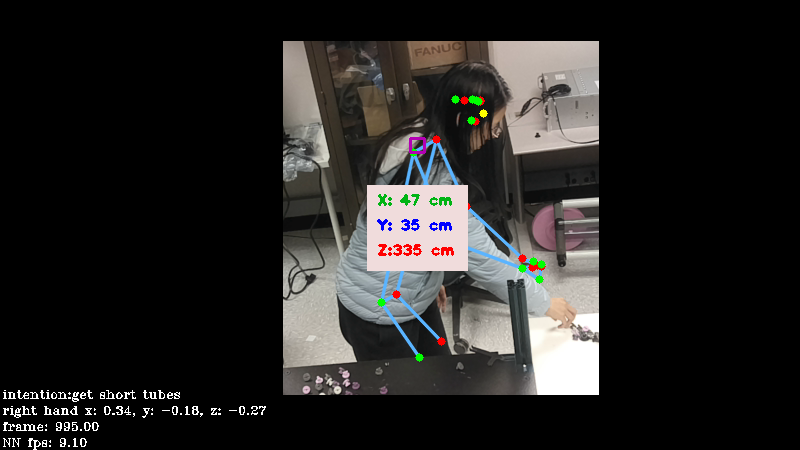 FANUC
X: 47 cm
Y: 35 cm
Z:335 cm
intention:get short tubes
right hand x: 0.34, y: -0.18, z: -0.27
frame: 995.00
NN fps: 9.10